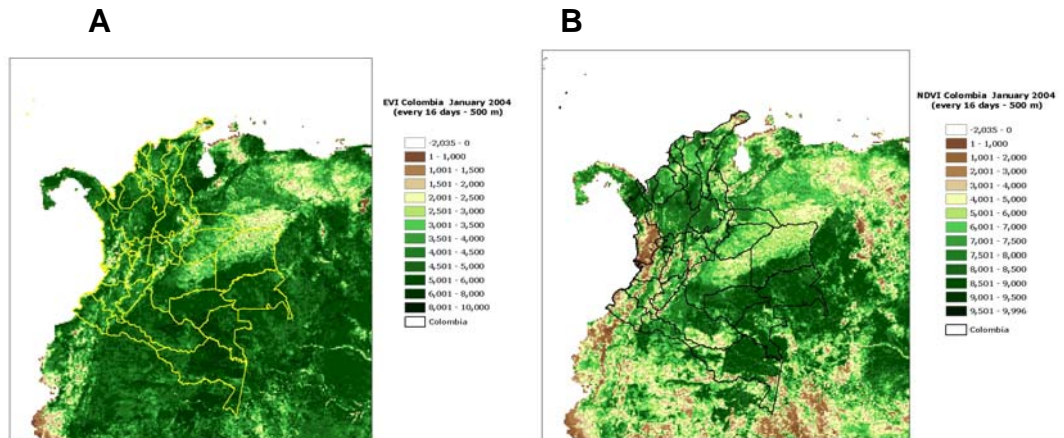 A
B
EVI Colombia January 2004
(every 16 days - 500 m)
-2,035 - 0
1 - 1,000
1,001 - 1,500
1,501 - 2,000
2,001 - 2,500
2,501 - 3,000
3,001 - 3,500
3,501 - 4,000
4,001 - 4,500
4,501 - 5,000
5,001 - 6,000
6,001 - 8,000
8,001 - 10,000
Colombia
NDVI Colombia January 2004
(every 16 days - 500 m)
-2,035 - 0
1 - 1,000
1,001 - 2,000
2,001 - 3,000
3,001 - 4,000
4,001 - 5,000
5,001 - 6,000
6,001 - 7,000
7,001 - 7,500
7,501 - 8,000
8,001 - 8,500
8,501 - 9,000
9,001 - 9,500
9,501 - 9,996
Colombia